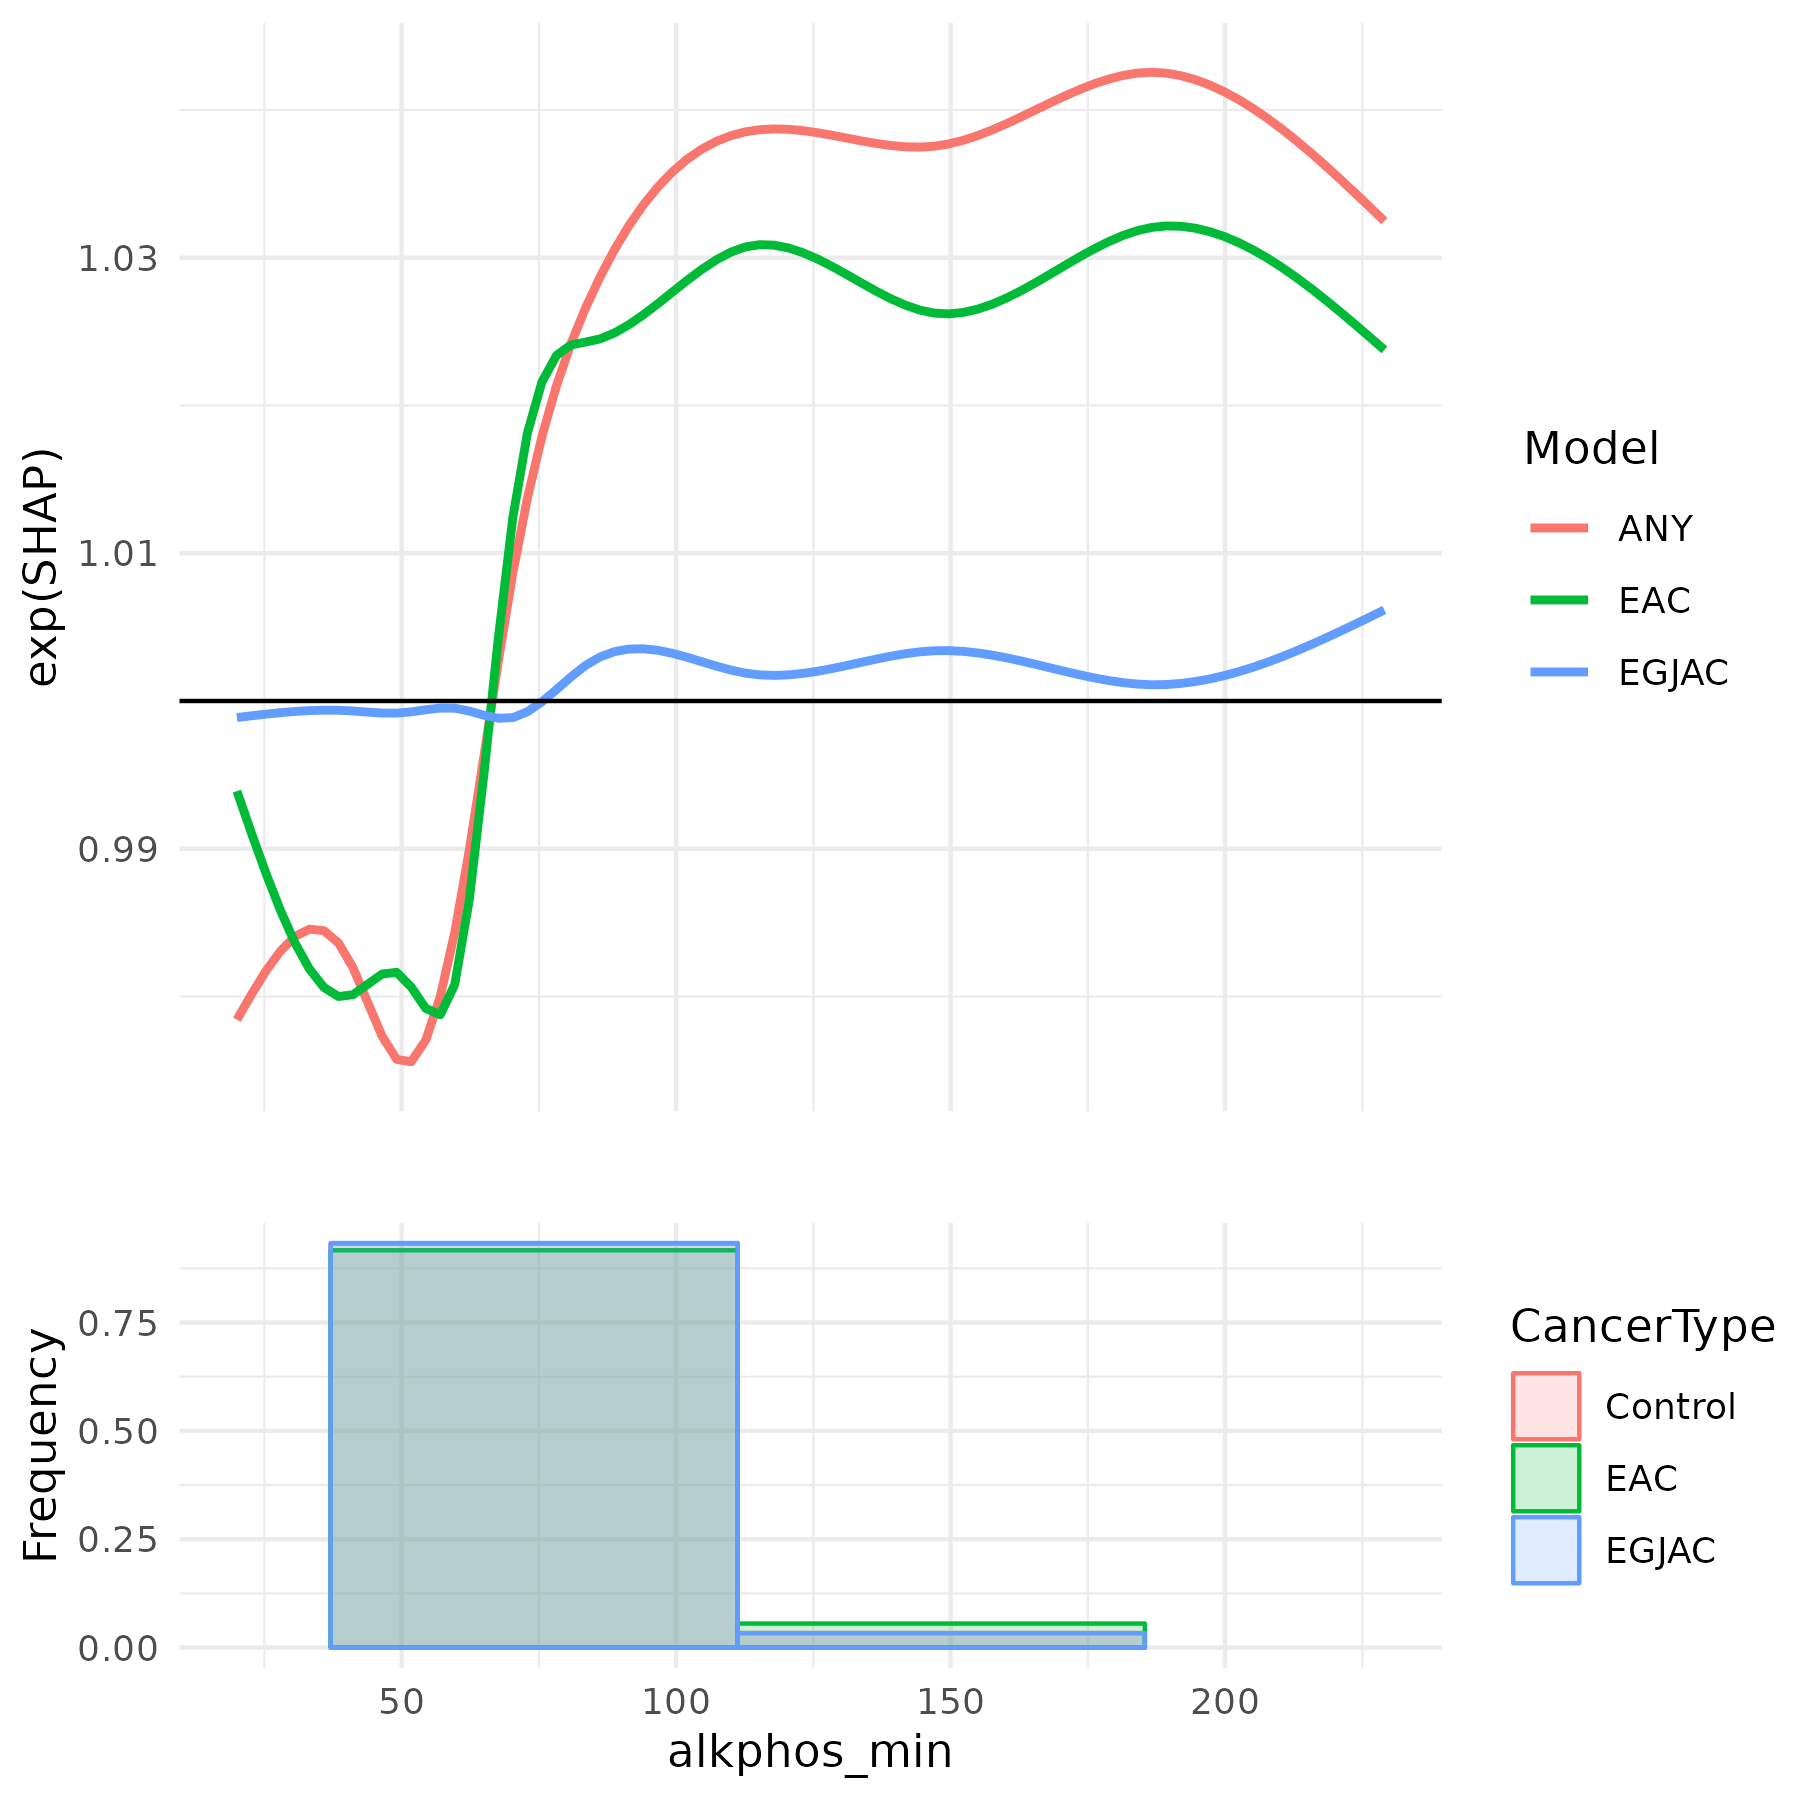 exp(SHAP)
1.03
1.01
0.99
Model
ANY
EAC
EGJAC
Frequency
0.75
0.50
0.25
0.00
50 100 150 200
alkphos_min
CancerType
Control
EAC
EGJAC